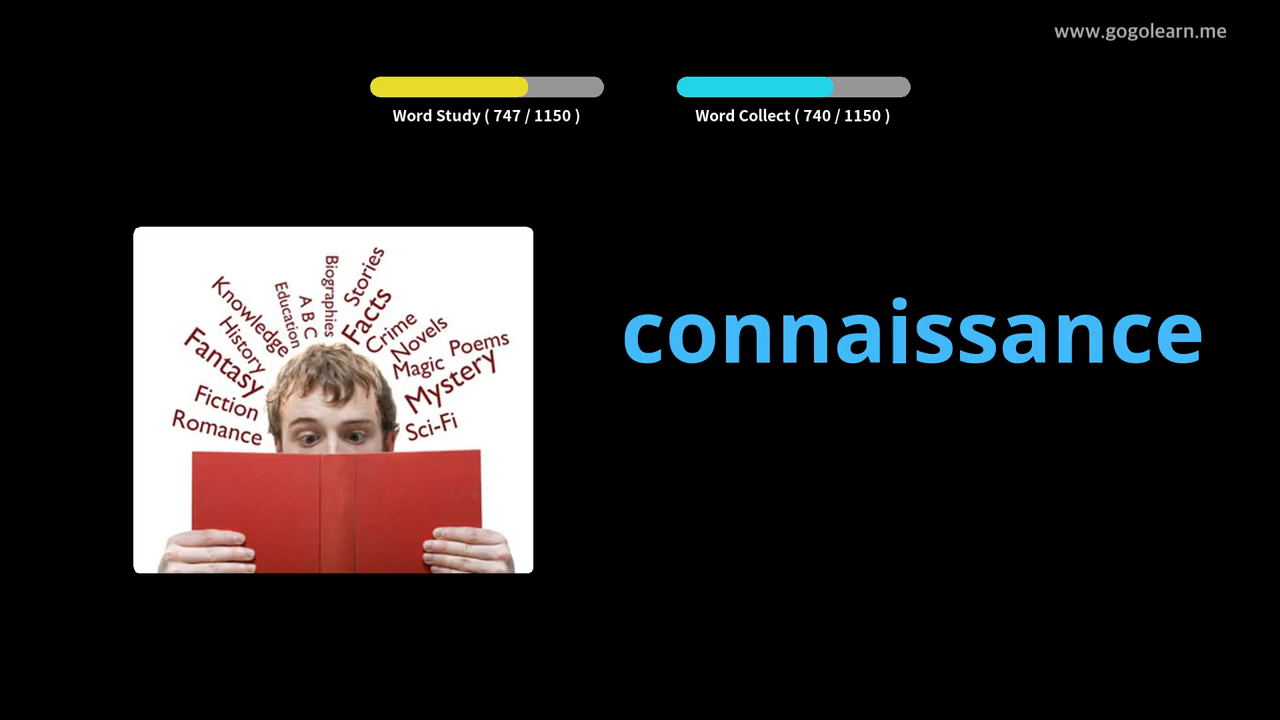 www.gogolearn.me
Word Study ( 747 / 1150 )
Word Collect ( 740 / 1150 )
connaissance
Romance
Fiction
Fantasy
History
Knowledge
Education
A B C
Biographies
Stories
Facts
Crime
Novels
Magic
Poems
Mystery
Sci-Fi